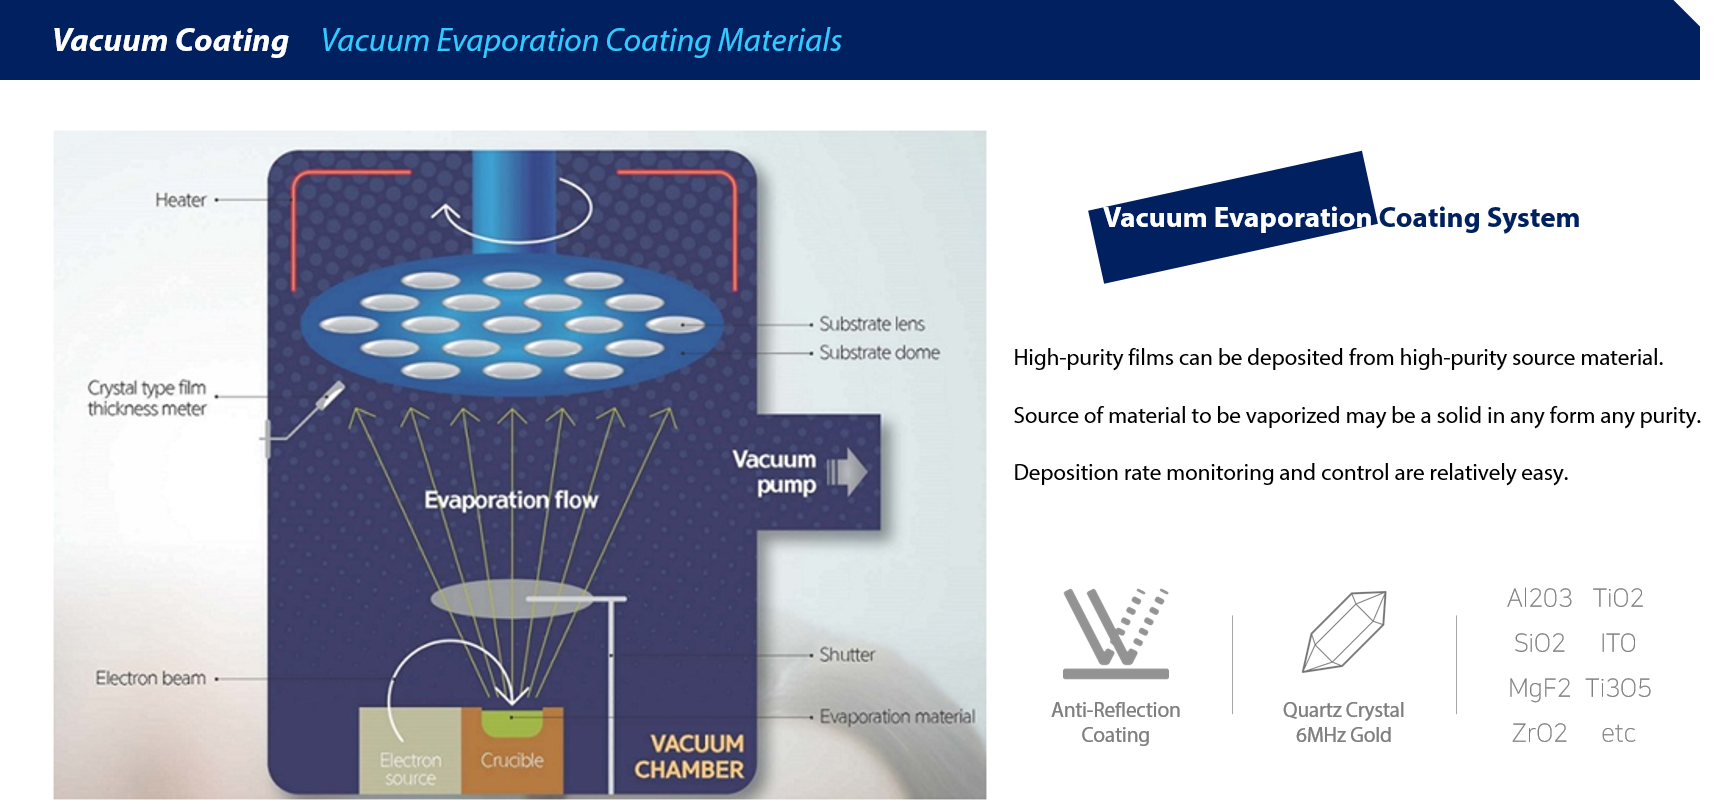 Vacuum Coating Vacuum Evaporation Coating Materials
Heater
Substrate lens
Substrate dome
Crystal type film
thickness meter
Vacuum
pump
Evaporation flow
Shutter
Electron beam
Evaporation material
VACUUM
CHAMBER
Electron
source
Crucible
Vacuum Evaporation Coating System
High-purity films can be deposited from high-purity source material.
Source of material to be vaporized may be a solid in any form any purity.
Deposition rate monitoring and control are relatively easy.
Anti-Reflection
Coating
Quartz Crystal
6MHz Gold
Al2O3 TiO2
SiO2 ITO
MgF2 Ti3O5
ZrO2 etc